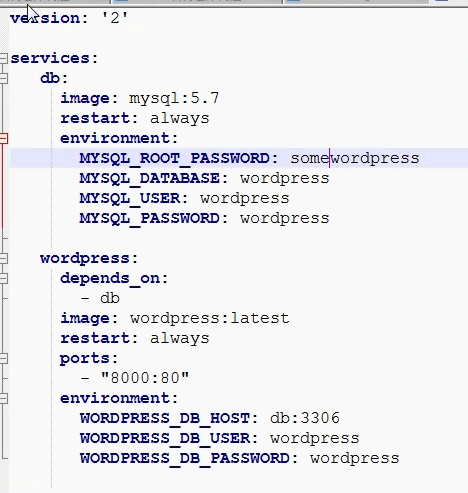 version: '2'
services:
db:
image: mysql:5.7
restart: always
environment:
MYSQL_ROOT_PASSWORD: somewordpress
MYSQL_DATABASE: wordpress
MYSQL_USER: wordpress
MYSQL_PASSWORD: wordpress
wordpress:
depends_on:
- db
image: wordpress:latest
restart: always
ports:
- "8000:80"
environment:
WORDPRESS_DB_HOST: db:3306
WORDPRESS_DB_USER: wordpress
WORDPRESS_DB_PASSWORD: wordpress